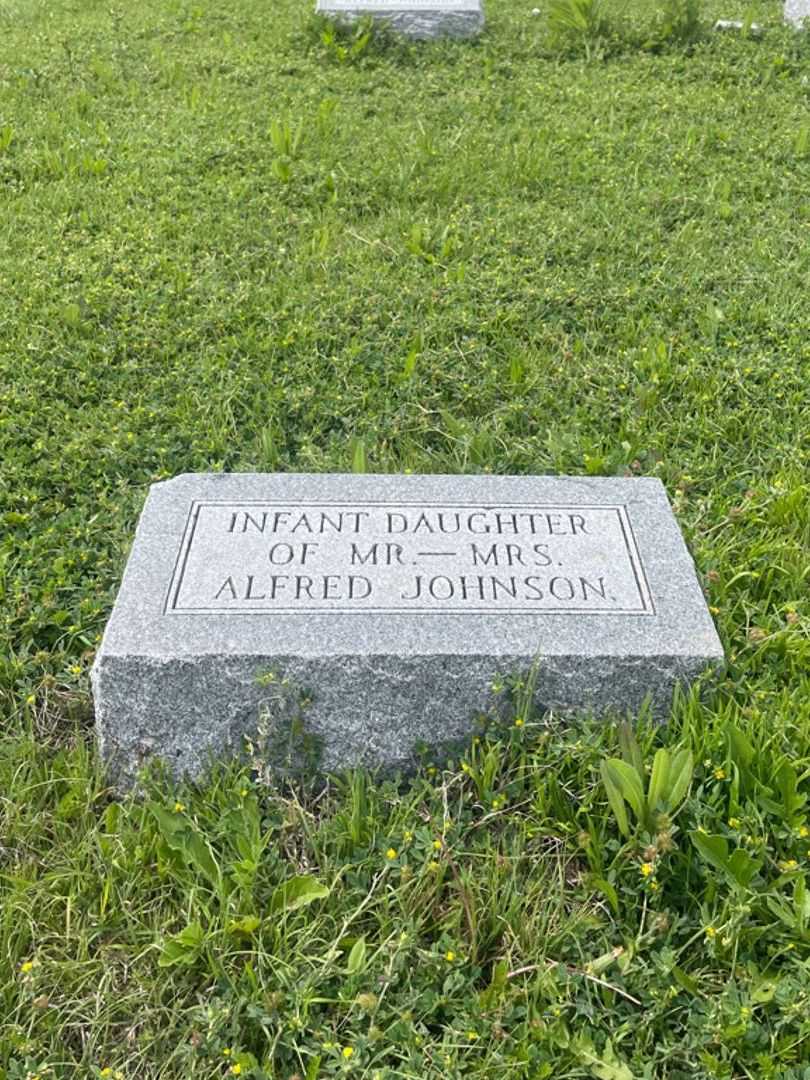 INFANT DAUGHTER
OF MR.—MRS.
ALFRED JOHNSON.